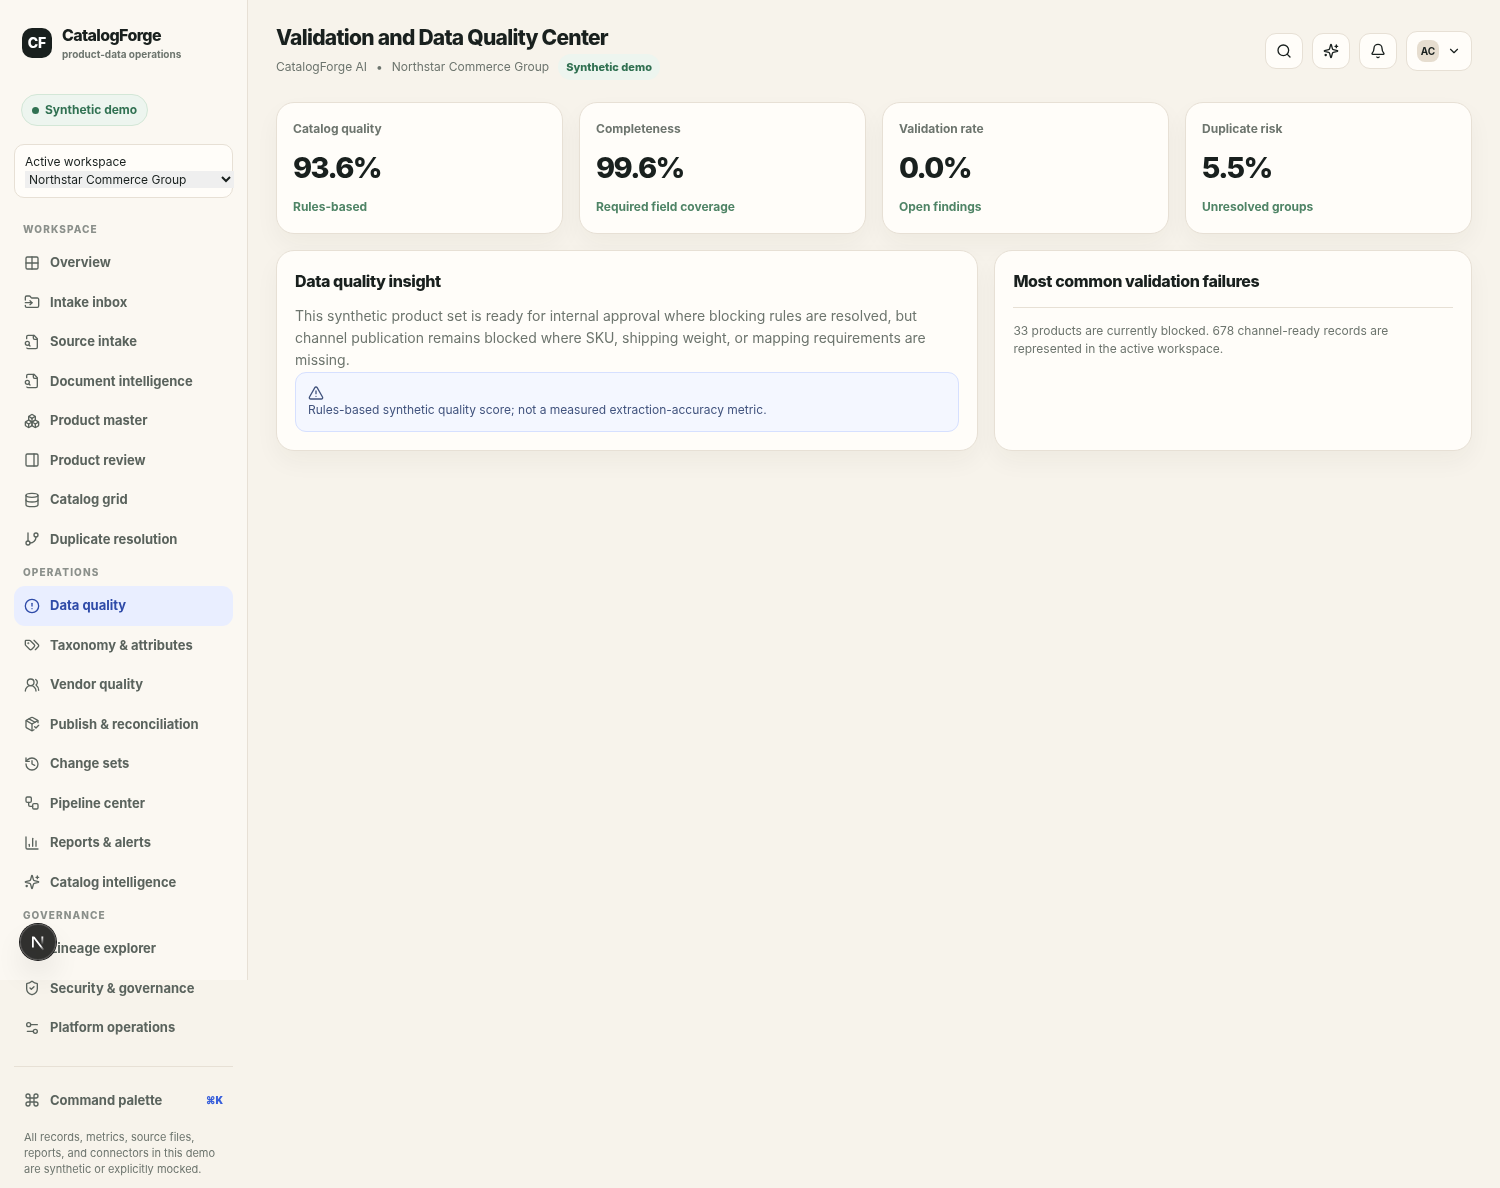 CF
CatalogForge
product-data operations
Synthetic demo
Active workspace
Northstar Commerce Group
WORKSPACE
Overview
Intake inbox
Source intake
Document intelligence
Product master
Product review
Catalog grid
Duplicate resolution
OPERATIONS
Data quality
Taxonomy & attributes
Vendor quality
Publish & reconciliation
Change sets
Pipeline center
Reports & alerts
Catalog intelligence
GOVERNANCE
N
Lineage explorer
Security & governance
Platform operations
Command palette ⌘K
All records, metrics, source files,
reports, and connectors in this demo
are synthetic or explicitly mocked.
Validation and Data Quality Center
CatalogForge AI • Northstar Commerce Group Synthetic demo
AC
Catalog quality
93.6%
Rules-based
Completeness
99.6%
Required field coverage
Validation rate
0.0%
Open findings
Duplicate risk
5.5%
Unresolved groups
Data quality insight
This synthetic product set is ready for internal approval where blocking rules are resolved, but
channel publication remains blocked where SKU, shipping weight, or mapping requirements are
missing.
Rules-based synthetic quality score; not a measured extraction-accuracy metric.
Most common validation failures
33 products are currently blocked. 678 channel-ready records are
represented in the active workspace.